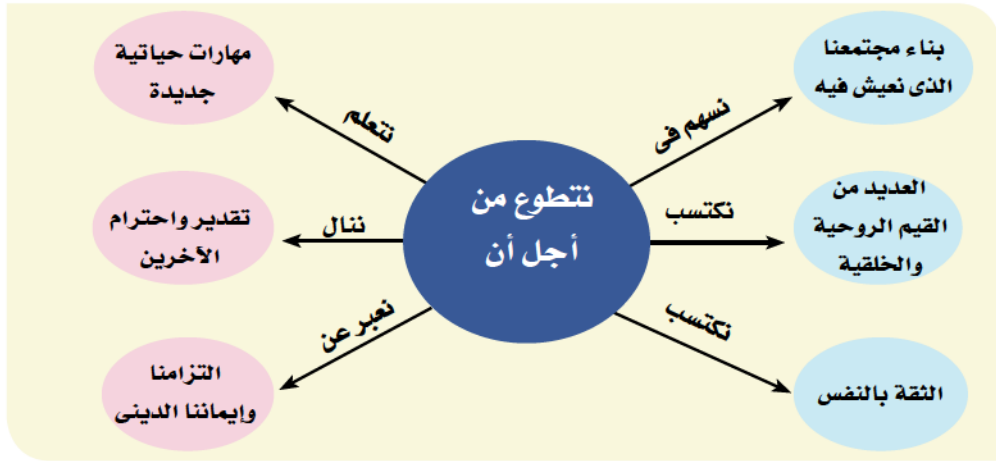 نتطوع من
أجل أن
نسهم فى
بناء مجتمعنا
الذى نعيش فيه
نكتسب
العديد من
القيم الروحية
والخلقية
نكتسب
الثقة بالنفس
نتعلم
مهارات حياتية
جديدة
ننال
تقدير واحترام
الآخرين
نعبر عن
التزامنا
وإيماننا الدينى